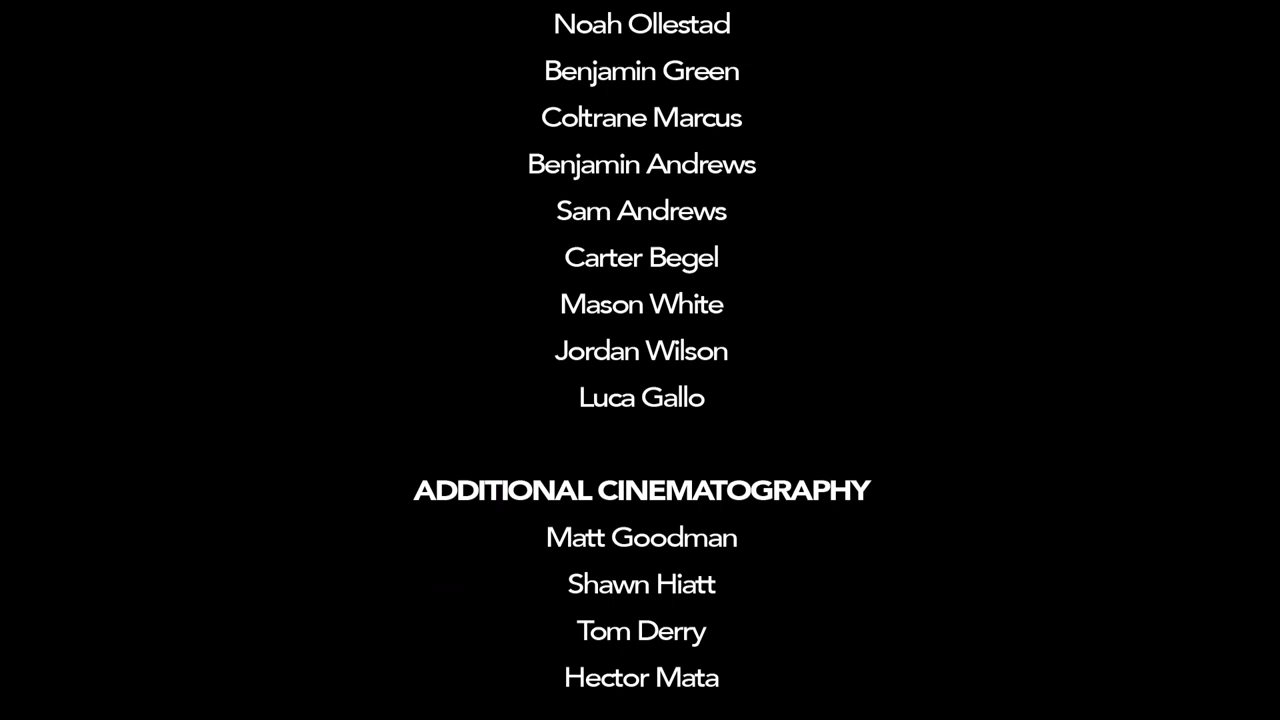 Noah Ollestad
Benjamin Green
Coltrane Marcus
Benjamin Andrews
Sam Andrews
Carter Begel
Mason White
Jordan Wilson
Luca Gallo
ADDITIONAL CINEMATOGRAPHY
Matt Goodman
Shawn Hiatt
Tom Derry
Hector Mata